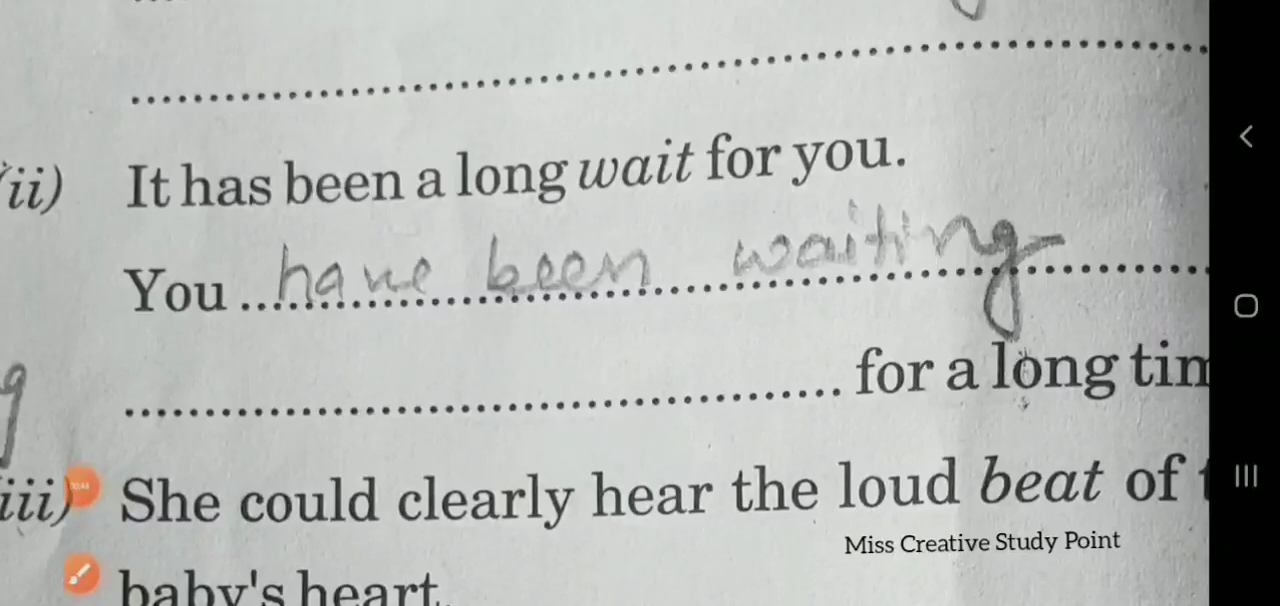 ii) It has been a long wait for you.
You have been waiting
for a long tim
iii) She could clearly hear the loud beat of t
Miss Creative Study Point
baby's heart.